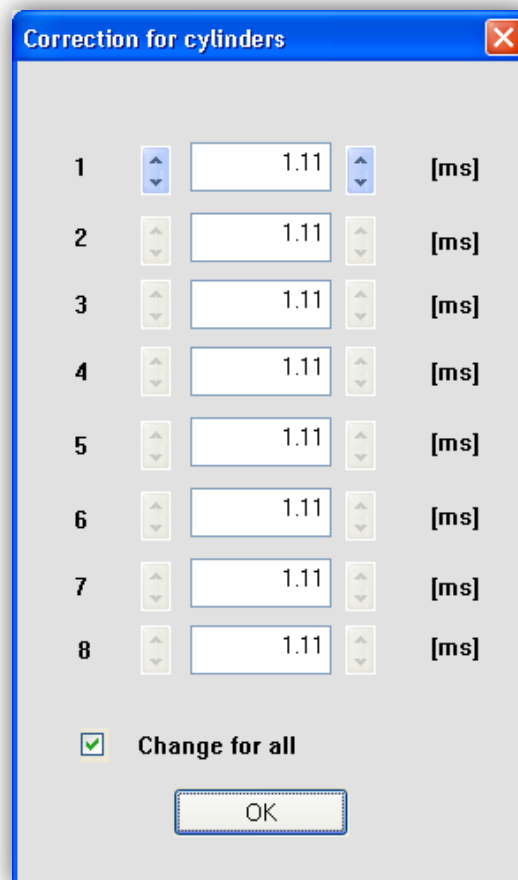 Correction for cylinders
1 1.11 [ms]
2 1.11 [ms]
3 1.11 [ms]
4 1.11 [ms]
5 1.11 [ms]
6 1.11 [ms]
7 1.11 [ms]
8 1.11 [ms]
Change for all
OK